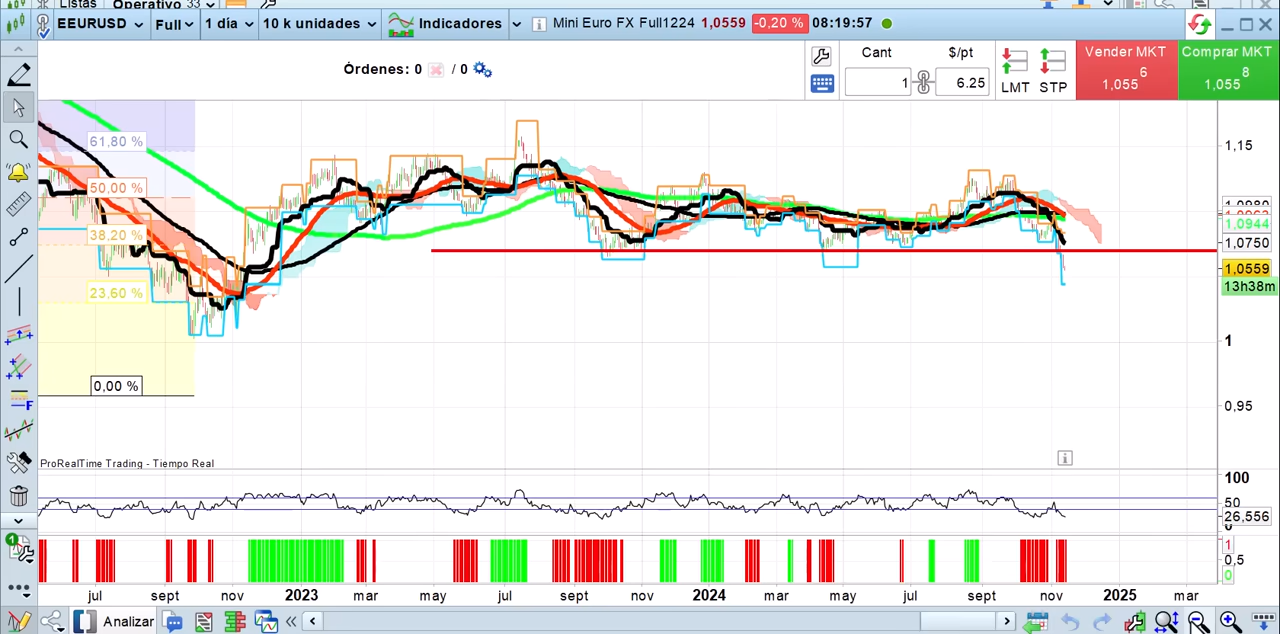 Listas Operativo 33
EEURUSD Full 1 día 10 k unidades Indicadores Mini Euro FX Full1224 1,0559 -0,20 % 08:19:57
Órdenes: 0 / 0
Cant $/pt
1 6.25
LMT STP
Vender MKT
1,055 6
Comprar MKT
1,055 8
61,80 %
50,00 %
38,20 %
23,60 %
0,00 %
1,15
1,0944
1,0750
1,0559
13h38m
1
0,95
ProRealTime Trading - Tiempo Real
100
50
26,556
0
1
0,5
0
jul sept nov 2023 mar may jul sept nov 2024 mar may jul sept nov 2025 mar
1
F
Analizar